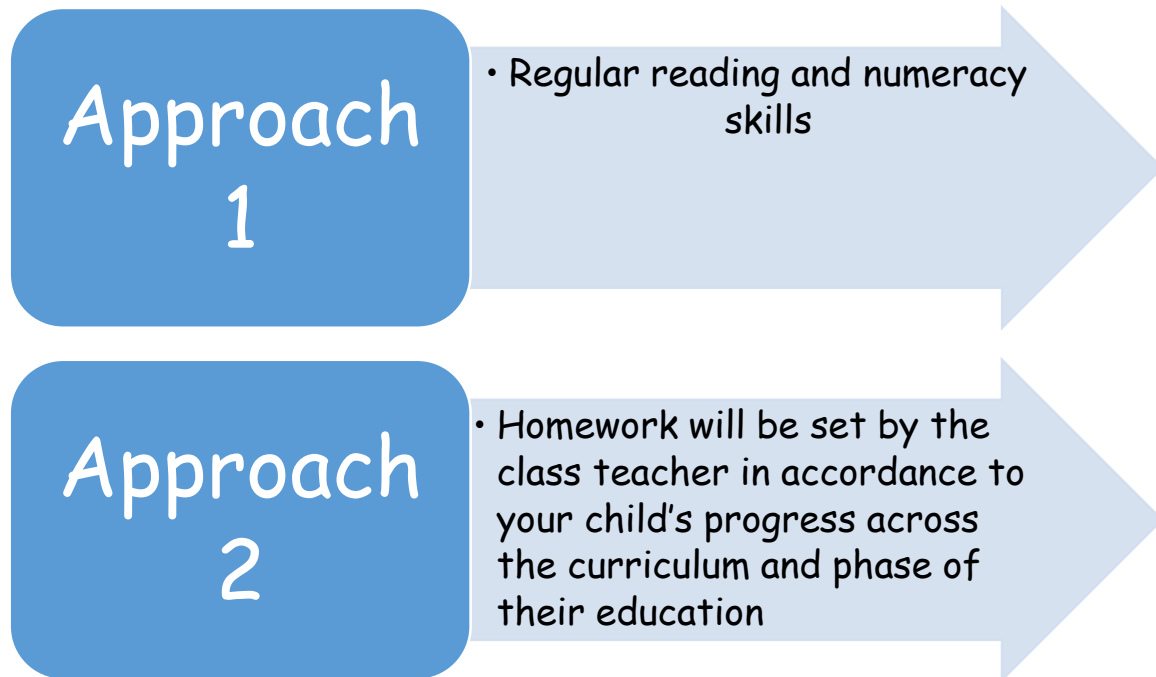 Approach
1
• Regular reading and numeracy
skills
Approach
2
• Homework will be set by the
class teacher in accordance to
your child's progress across
the curriculum and phase of
their education